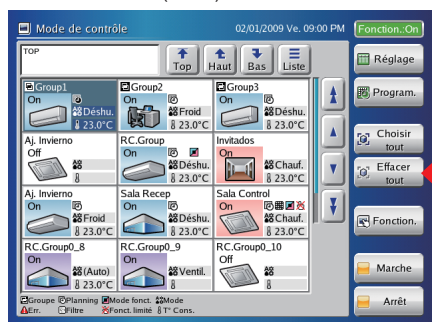 Mode de contrôle 02/01/2009 Ve. 09:00 PM Fonction.:On
TOP
Top Haut Bas Liste
Réglage
Program.
Choisir tout
Effacer tout
Fonction.
Marche
Arrêt
Group1 Group2 Group3
On On On
Déshu. Froid Déshu.
23.0°C 23.0°C 23.0°C
Aj. Invierno RC.Group Invitados
Off On On
Déshu. Chauf.
23.0°C 23.0°C
Aj. Invierno Sala Recep Sala Control
On On On
Froid Déshu. Chauf.
23.0°C 23.0°C 23.0°C
RC.Group0_8 RC.Group0_9 RC.Group0_10
On On Off
(Auto) Ventil.
Groupe Planning Mode fonct. Mode
Err. Filtre Fonct. limité T° Cons.